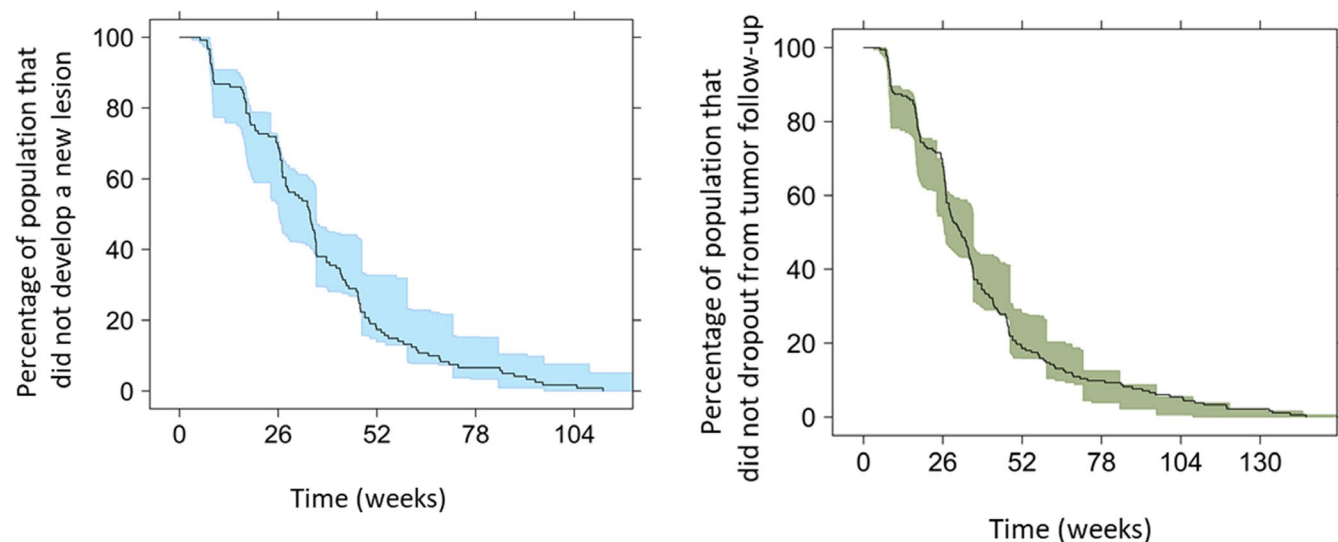 Percentage of population that
did not develop a new lesion
100
80
60
40
20
0
0 26 52 78 104
Time (weeks)
Percentage of population that
did not dropout from tumor follow-up
100
80
60
40
20
0
0 26 52 78 104 130
Time (weeks)